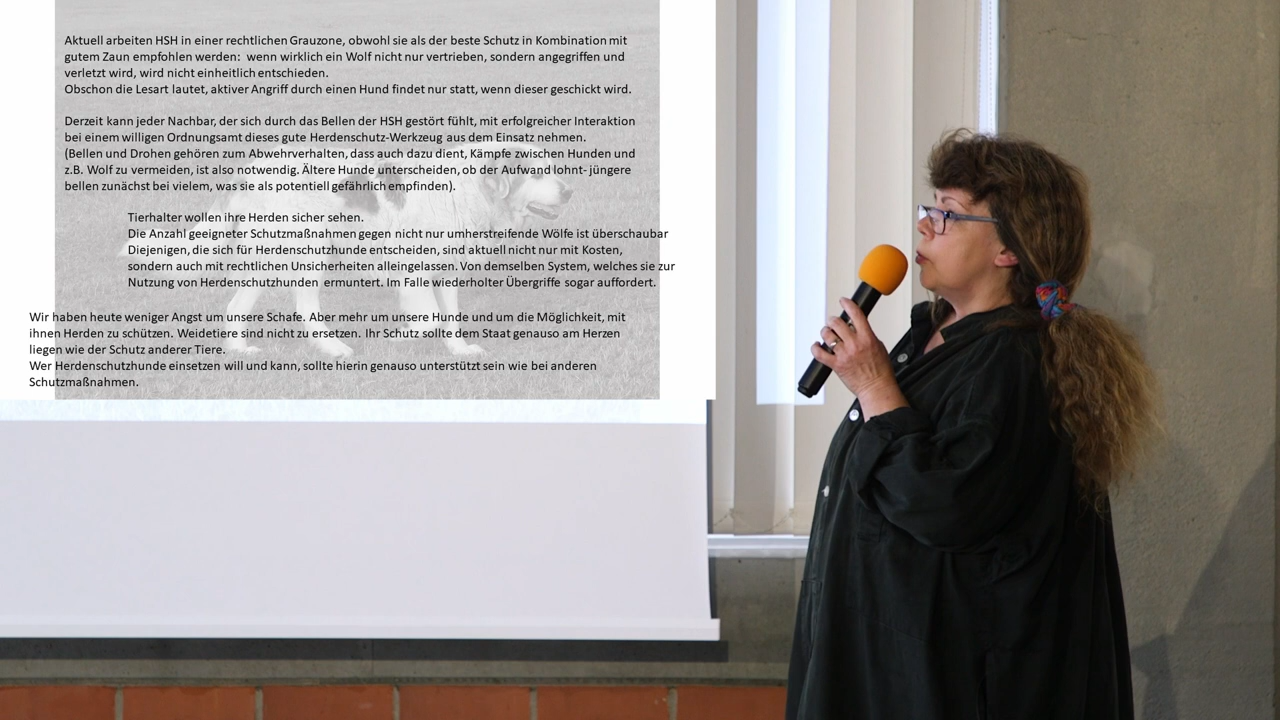 Aktuell arbeiten HSH in einer rechtlichen Grauzone, obwohl sie als der beste Schutz in Kombination mit
gutem Zaun empfohlen werden: wenn wirklich ein Wolf nicht nur vertrieben, sondern angegriffen und
verletzt wird, wird nicht einheitlich entschieden.
Obschon die Lesart lautet, aktiver Angriff durch einen Hund findet nur statt, wenn dieser geschickt wird.
Derzeit kann jeder Nachbar, der sich durch das Bellen der HSH gestört fühlt, mit erfolgreicher Interaktion
bei einem willigen Ordnungsamt dieses gute Herdenschutz-Werkzeug aus dem Einsatz nehmen.
(Bellen und Drohen gehören zum Abwehrverhalten, dass auch dazu dient, Kämpfe zwischen Hunden und
z.B. Wolf zu vermeiden, ist also notwendig. Ältere Hunde unterscheiden, ob der Aufwand lohnt- jüngere
bellen zunächst bei vielem, was sie als potentiell gefährlich empfinden).
Tierhalter wollen ihre Herden sicher sehen.
Die Anzahl geeigneter Schutzmaßnahmen gegen nicht nur umherstreifende Wölfe ist überschaubar
Diejenigen, die sich für Herdenschutzhunde entscheiden, sind aktuell nicht nur mit Kosten,
sondern auch mit rechtlichen Unsicherheiten alleingelassen. Von demselben System, welches sie zur
Nutzung von Herdenschutzhunden ermuntert. Im Falle wiederholter Übergriffe sogar auffordert.
Wir haben heute weniger Angst um unsere Schafe. Aber mehr um unsere Hunde und um die Möglichkeit, mit
ihnen Herden zu schützen. Weidetiere sind nicht zu ersetzen. Ihr Schutz sollte dem Staat genauso am Herzen
liegen wie der Schutz anderer Tiere.
Wer Herdenschutzhunde einsetzen will und kann, sollte hierin genauso unterstützt sein wie bei anderen
Schutzmaßnahmen.